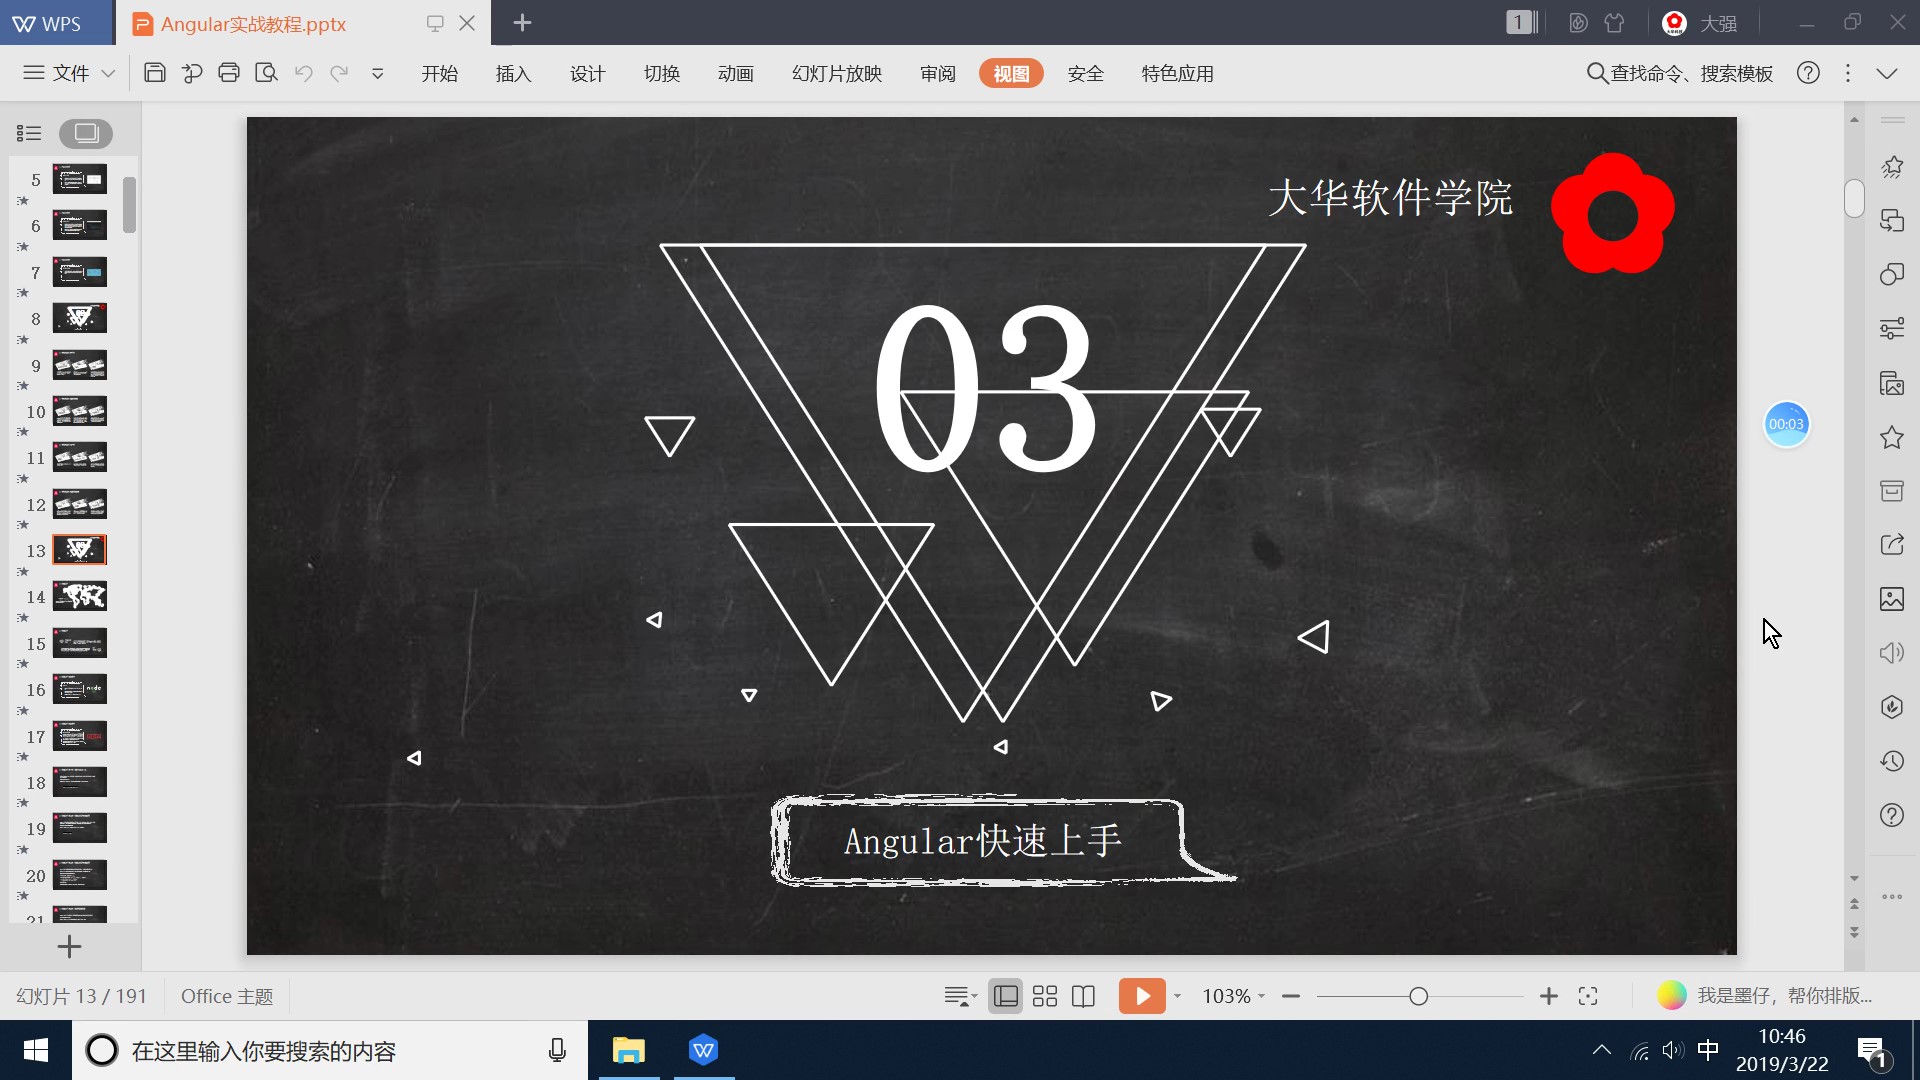 WPS
Angular实战教程.pptx
1
大强
文件
开始
插入
设计
切换
动画
幻灯片放映
审阅
视图
安全
特色应用
查找命令、搜索模板
5
6
7
8
9
10
11
12
13
14
15
16
17
18
19
20
21
大华软件学院
03
Angular快速上手
00:03
幻灯片 13 / 191
Office 主题
103%
我是墨仔，帮你排版...
在这里输入你要搜索的内容
中
10:46
2019/3/22
1